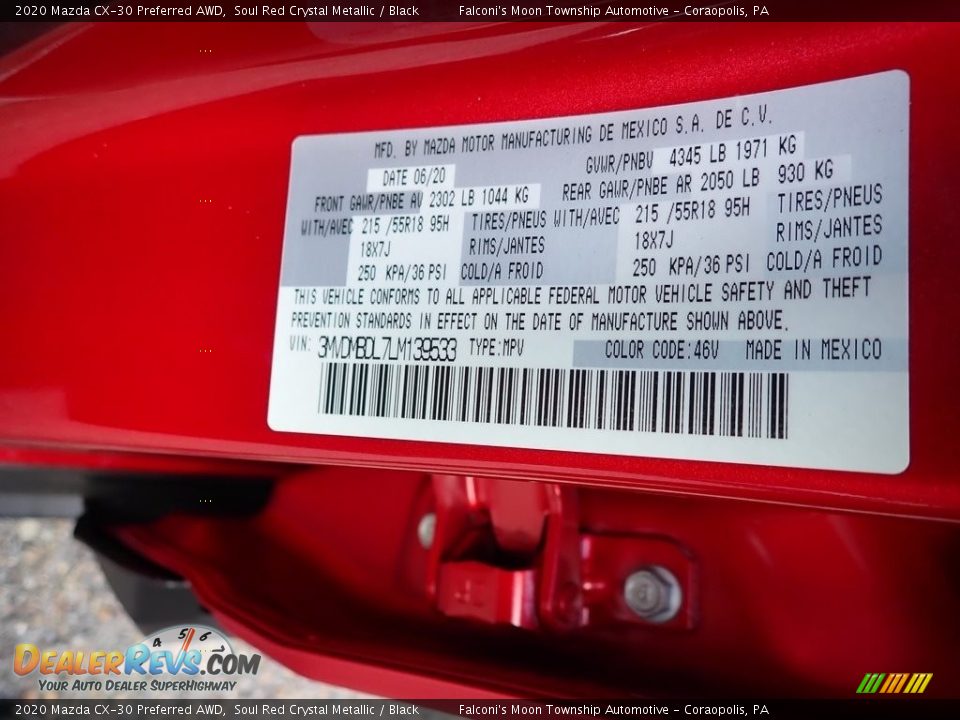 2020 Mazda CX-30 Preferred AWD, Soul Red Crystal Metallic / Black Falconi's Moon Township Automotive - Coraopolis, PA
MFD. BY MAZDA MOTOR MANUFACTURING DE MEXICO S.A. DE C.V.
DATE 06/20 GVWR/PNBV 4345 LB 1971 KG
FRONT GAWR/PNBE AV 2302 LB 1044 KG REAR GAWR/PNBE AR 2050 LB 930 KG
WITH/AVEC 215 /55R18 95H TIRES/PNEUS WITH/AVEC 215 /55R18 95H TIRES/PNEUS
18X7J RIMS/JANTES 18X7J RIMS/JANTES
250 KPA/36 PSI COLD/A FROID 250 KPA/36 PSI COLD/A FROID
THIS VEHICLE CONFORMS TO ALL APPLICABLE FEDERAL MOTOR VEHICLE SAFETY AND THEFT
PREVENTION STANDARDS IN EFFECT ON THE DATE OF MANUFACTURE SHOWN ABOVE.
VIN: 3MVDMBDL7LM139533 TYPE:MPV COLOR CODE:46V MADE IN MEXICO
4 5 6
DealerRevs.com
Your Auto Dealer SuperHighway
2020 Mazda CX-30 Preferred AWD, Soul Red Crystal Metallic / Black Falconi's Moon Township Automotive - Coraopolis, PA